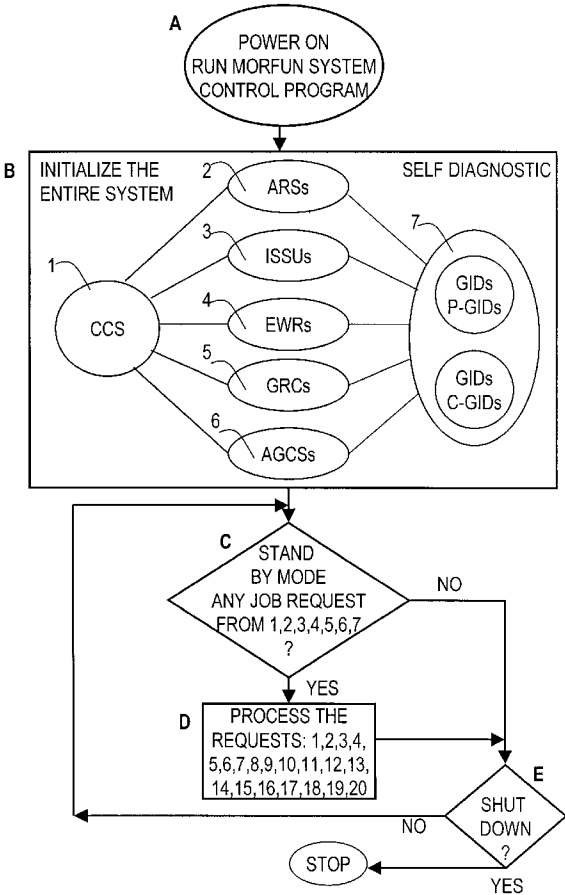 A
POWER ON
RUN MORFUN SYSTEM
CONTROL PROGRAM
B
INITIALIZE THE
ENTIRE SYSTEM
SELF DIAGNOSTIC
1
CCS
2
ARSs
3
ISSUs
4
EWRs
5
GRCs
6
AGCSs
7
GIDs
P-GIDs
GIDs
C-GIDs
C
STAND
BY MODE
ANY JOB REQUEST
FROM 1,2,3,4,5,6,7
?
NO
YES
D
PROCESS THE
REQUESTS: 1,2,3,4,
5,6,7,8,9,10,11,12,13,
14,15,16,17,18,19,20
E
SHUT
DOWN
?
NO
YES
STOP